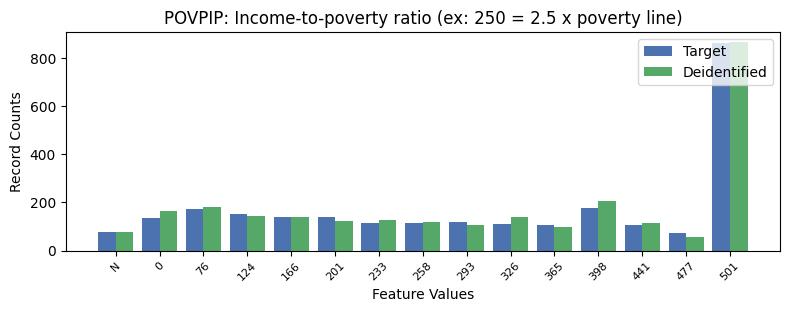 POVPIP: Income-to-poverty ratio (ex: 250 = 2.5 x poverty line)
Target
Deidentified
Record Counts
800
600
400
200
0
N 0 76 124 166 201 233 258 293 326 365 398 441 477 501
Feature Values